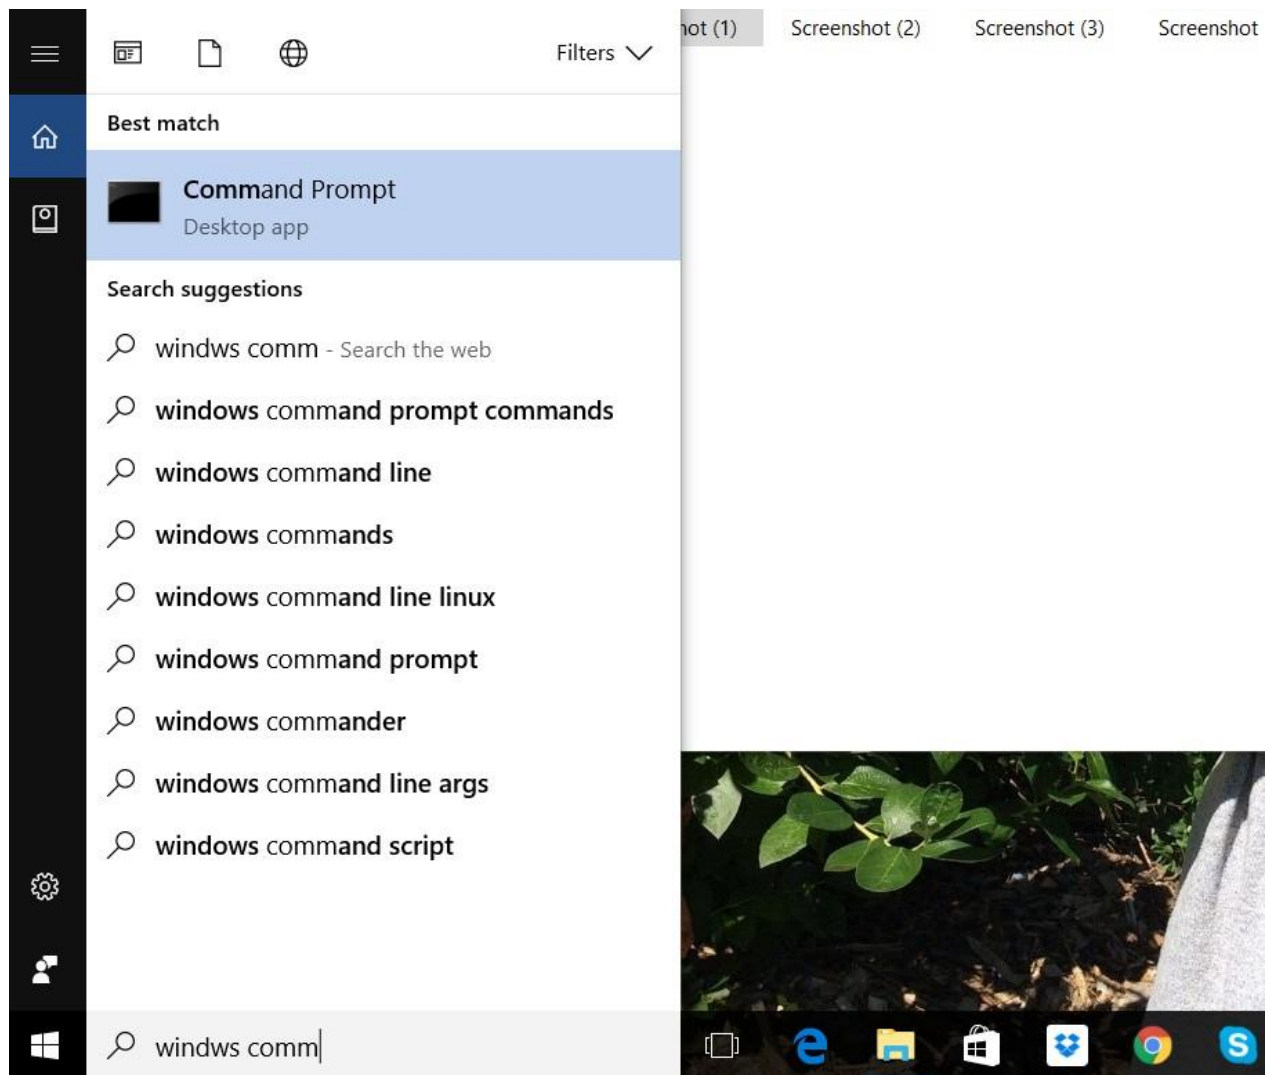 Filters
hot (1) Screenshot (2) Screenshot (3) Screenshot
Best match
Command Prompt
Desktop app
Search suggestions
windws comm - Search the web
windows command prompt commands
windows command line
windows commands
windows command line linux
windows command prompt
windows commander
windows command line args
windows command script
windws comm